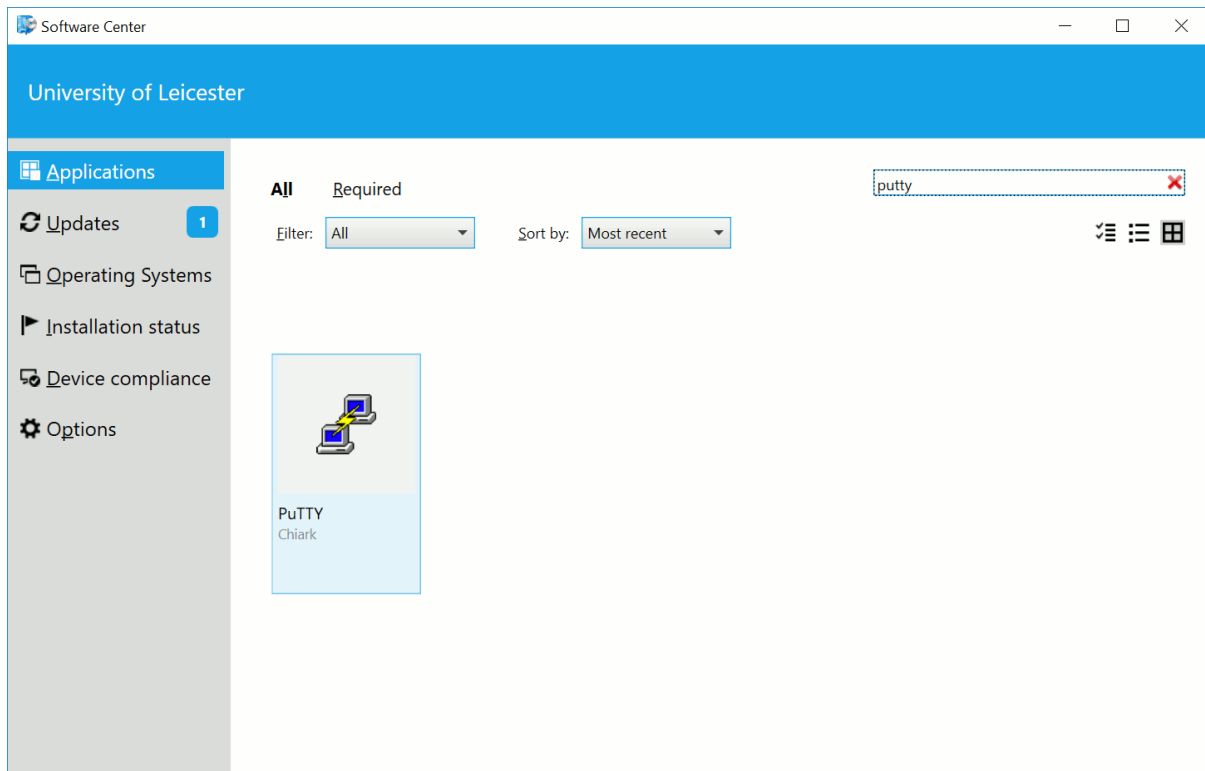 Software Center
University of Leicester
Applications
Updates 1
Operating Systems
Installation status
Device compliance
Options
All Required
putty
Filter: All Sort by: Most recent
PuTTY
Chiark